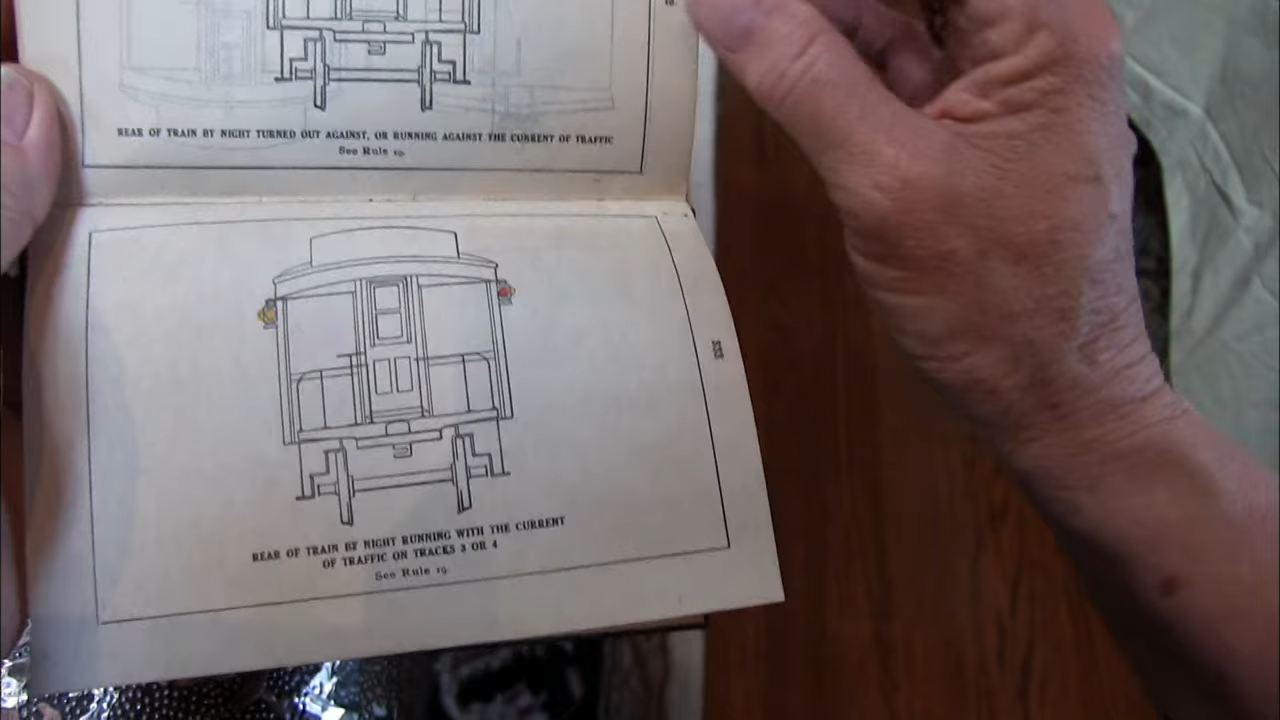 REAR OF TRAIN BY NIGHT TURNED OUT AGAINST, OR RUNNING AGAINST THE CURRENT OF TRAFFIC
See Rule 19.
REAR OF TRAIN BY NIGHT RUNNING WITH THE CURRENT
OF TRAFFIC ON TRACKS 3 OR 4
See Rule 19.